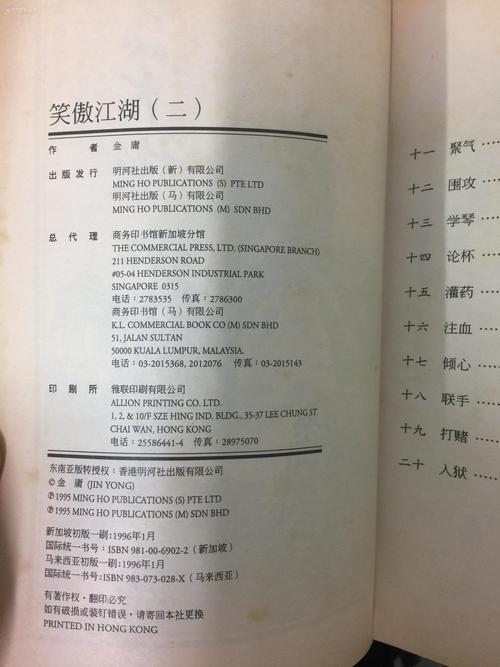 笑傲江湖(二)
作者 金庸
出版发行 明河社出版(新)有限公司
MING HO PUBLICATIONS (S) PTE LTD
明河社出版(马)有限公司
MING HO PUBLICATIONS (M) SDN BHD
总代理 商务印书馆新加坡分馆
THE COMMERCIAL PRESS, LTD. (SINGAPORE BRANCH)
211 HENDERSON ROAD
#05-04 HENDERSON INDUSTRIAL PARK
SINGAPORE 0315
电话:2783535 传真:2786300
商务印书馆(马)有限公司
K.L. COMMERCIAL BOOK CO (M) SDN BHD
51, JALAN SULTAN
50000 KUALA LUMPUR, MALAYSIA.
电话:03-2015368, 2012076 传真:03-2015143
印刷所 雅联印刷有限公司
ALLION PRINTING CO. LTD.
1, 2, & 10/F SZE HING IND. BLDG., 35-37 LEE CHUNG ST.
CHAI WAN, HONG KONG
电话:25586441-4 传真:28975070
东南亚版转授权:香港明河社出版有限公司
© 金庸 (JIN YONG)
℗ 1995 MING HO PUBLICATIONS (S) PTE LTD
℗ 1995 MING HO PUBLICATIONS (M) SDN BHD
新加坡初版一刷:1996年1月
国际统一书号:ISBN 981-00-6902-2(新加坡)
马来西亚初版一刷:1996年1月
国际统一书号:ISBN 983-073-028-X(马来西亚)
有著作权·翻印必究
如有破损或装钉错误,请寄回本社更换
PRINTED IN HONG KONG
十一 聚气
十二 围攻
十三 学琴
十四 论杯
十五 灌药
十六 注血
十七 倾心
十八 联手
十九 打赌
二十 入狱